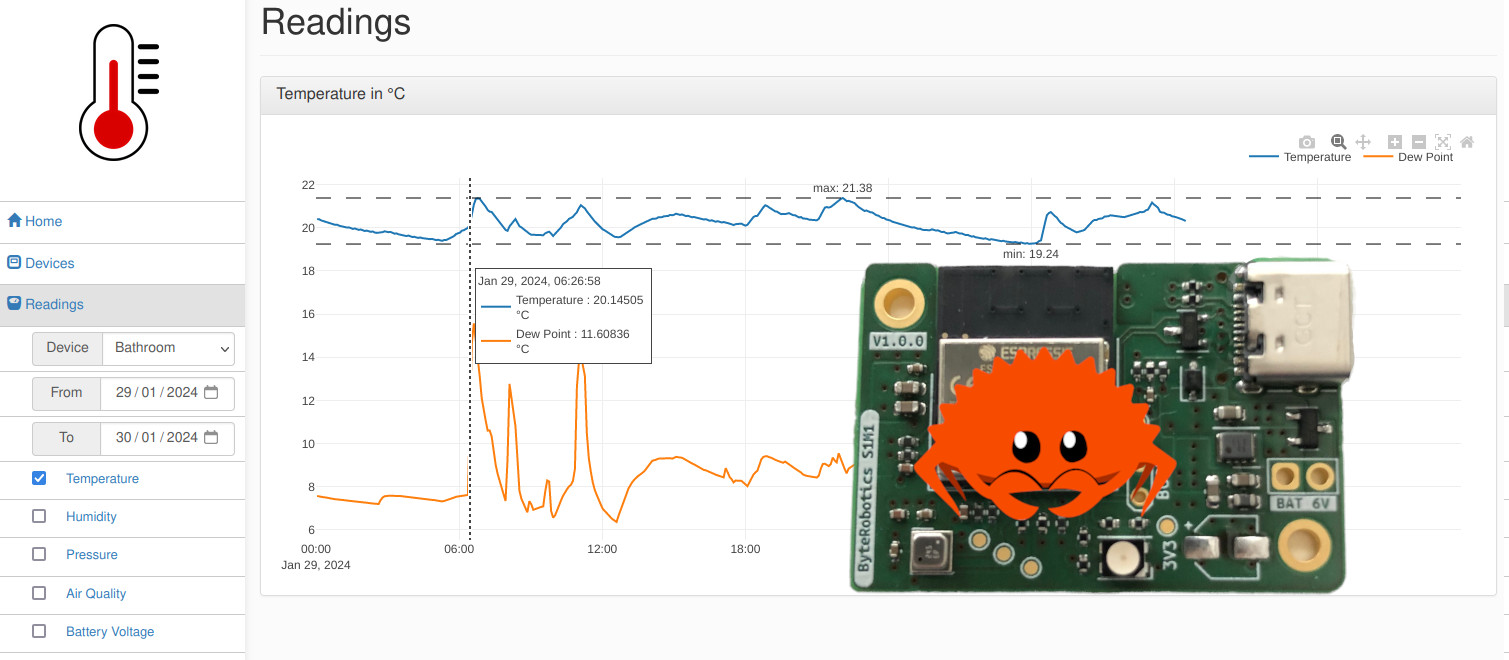 Readings
Temperature in °C
Temperature
Dew Point
Home
Devices
Readings
Device
Bathroom
From
29 / 01 / 2024
To
30 / 01 / 2024
Temperature
Humidity
Pressure
Air Quality
Battery Voltage
22
20
18
16
14
12
10
8
6
max: 21.38
min: 19.24
Jan 29, 2024, 06:26:58
Temperature : 20.14505
°C
Dew Point : 11.60836
°C
00:00
06:00
12:00
18:00
Jan 29, 2024
V1.0.0
ByteRobotics S1M1
BAT 6V
3V3
+
GCT